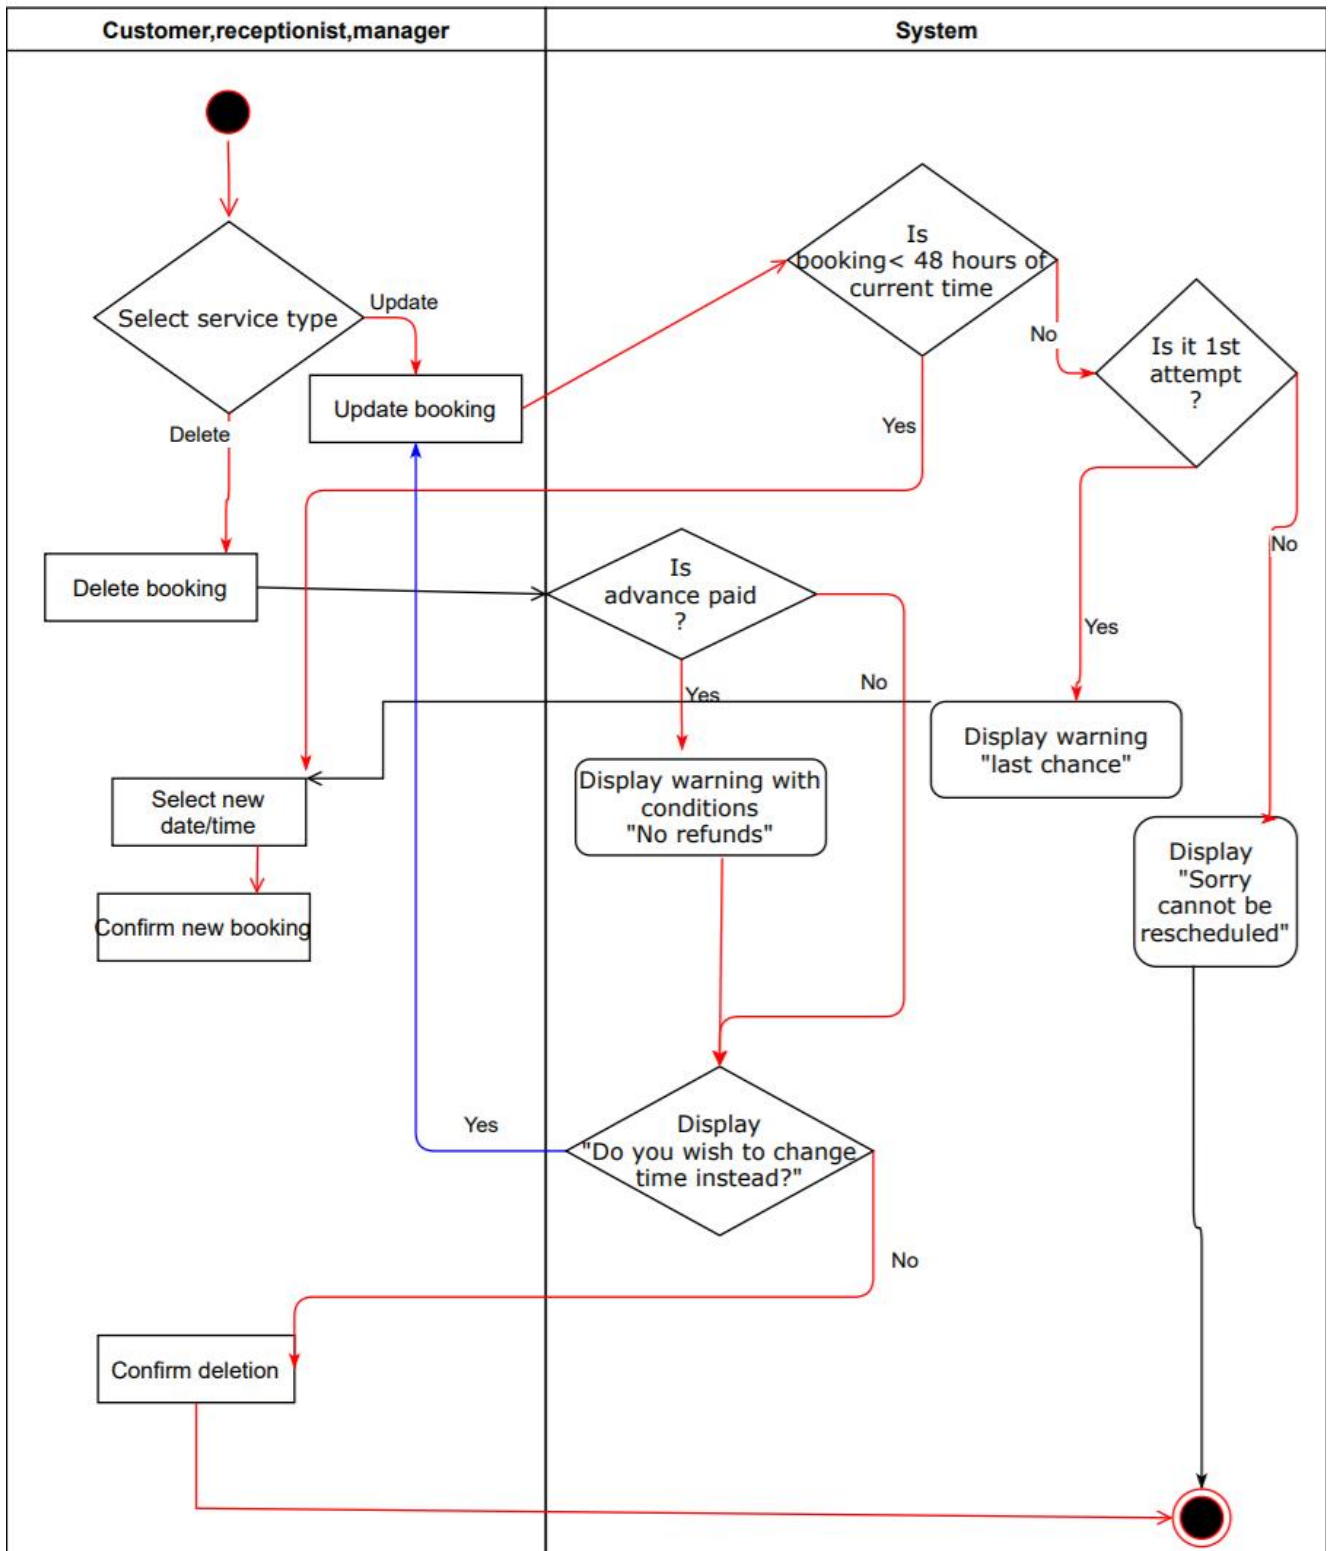 Customer,receptionist,manager
System
Is
booking< 48 hours of
current time
Select service type
Update
No
Is it 1st
attempt
?
Update booking
Delete
Yes
No
Is
advance paid
?
Delete booking
Yes
No
Yes
Display warning
"last chance"
Display warning with
conditions
"No refunds"
Select new
date/time
Display
"Sorry
cannot be
rescheduled"
Confirm new booking
Yes
Display
"Do you wish to change
time instead?"
No
Confirm deletion